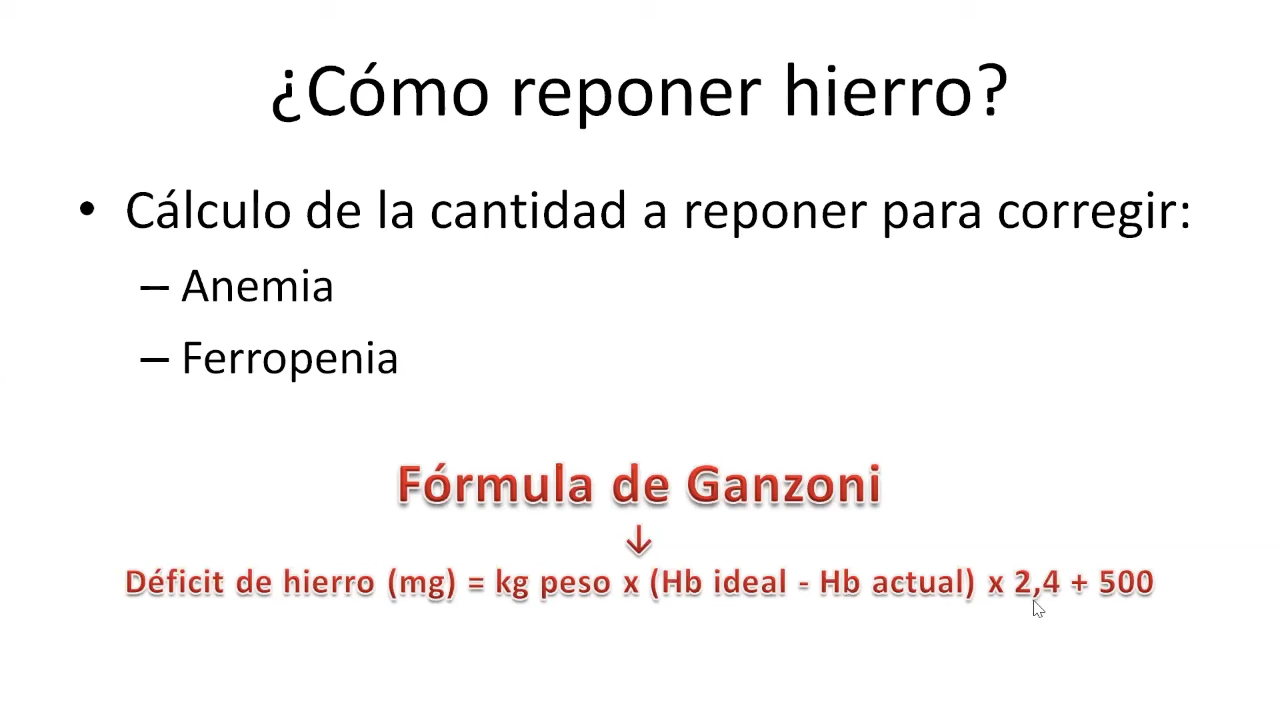 ¿Cómo reponer hierro?
• Cálculo de la cantidad a reponer para corregir:
– Anemia
– Ferropenia
Fórmula de Ganzoni
↓
Déficit de hierro (mg) = kg peso x (Hb ideal - Hb actual) x 2,4 + 500